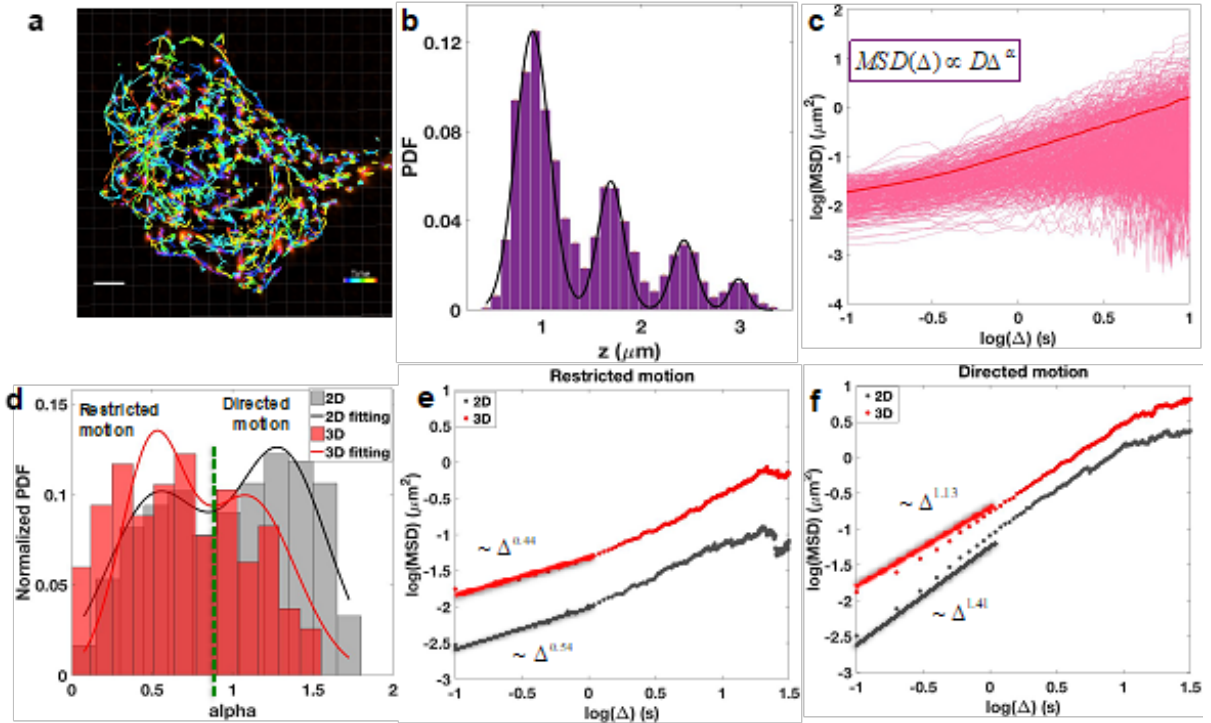 a
b
PDF
0.12
0.08
0.04
0
1
2
3
z (μm)
c
MSD(Δ) ∝ DΔ^α
log(MSD) (μm²)
2
1
0
-1
-2
-3
-4
-1
-0.5
0
0.5
1
log(Δ) (s)
d
Restricted
motion
Directed
motion
2D
2D fitting
3D
3D fitting
Normalized PDF
0.15
0.1
0.05
0
0
0.5
1
1.5
2
alpha
Restricted motion
e
2D
3D
log(MSD) (μm²)
1
0.5
0
-0.5
-1
-1.5
-2
-2.5
-3
~ Δ^0.44
~ Δ^0.54
-1
-0.5
0
0.5
1
1.5
log(Δ) (s)
Directed motion
f
2D
3D
log(MSD) (μm²)
1
0.5
0
-0.5
-1
-1.5
-2
-2.5
-3
~ Δ^1.13
~ Δ^1.41
-1
-0.5
0
0.5
1
1.5
log(Δ) (s)